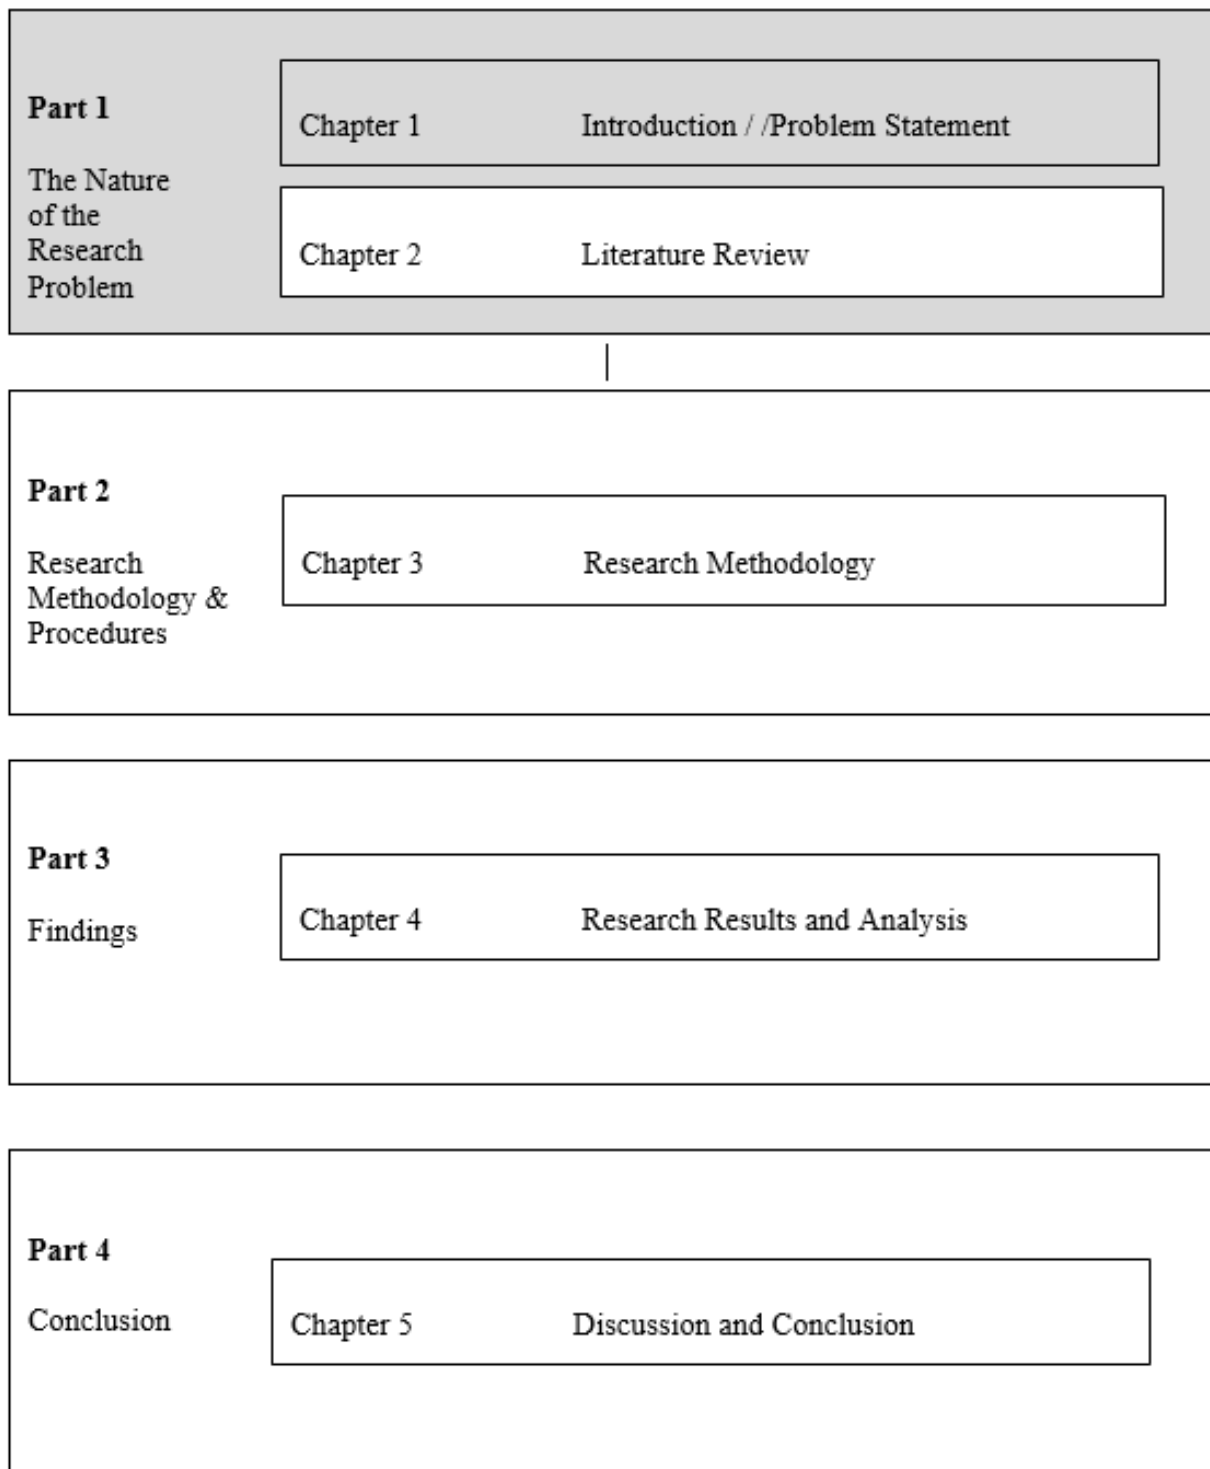 Part 1
Chapter 1 Introduction / /Problem Statement
The Nature
of the
Research
Problem
Chapter 2 Literature Review
Part 2
Research
Methodology &
Procedures
Chapter 3 Research Methodology
Part 3
Findings
Chapter 4 Research Results and Analysis
Part 4
Conclusion
Chapter 5 Discussion and Conclusion